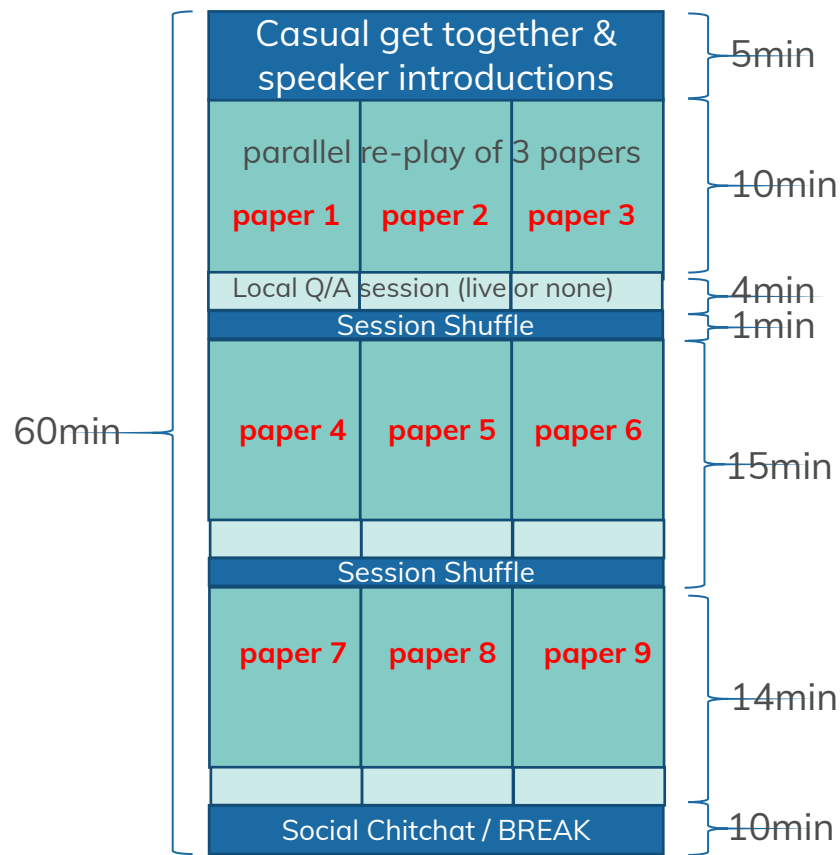 Casual get together &
speaker introductions
5min
parallel re-play of 3 papers
10min
paper 1 paper 2 paper 3
Local Q/A session (live or none)
4min
Session Shuffle
1min
60min
paper 4 paper 5 paper 6
15min
Session Shuffle
paper 7 paper 8 paper 9
14min
Social Chitchat / BREAK
10min